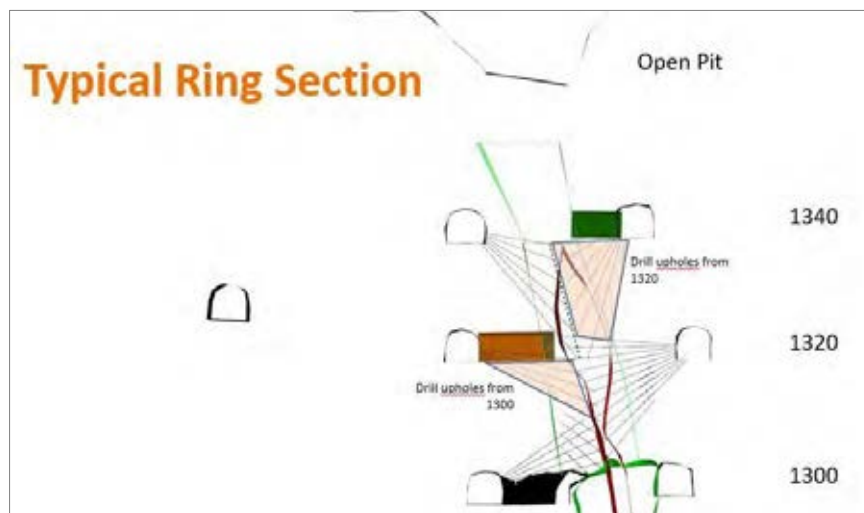 Typical Ring Section
Open Pit
1340
Drill upholes from
1320
1320
Drill upholes from
1300
1300